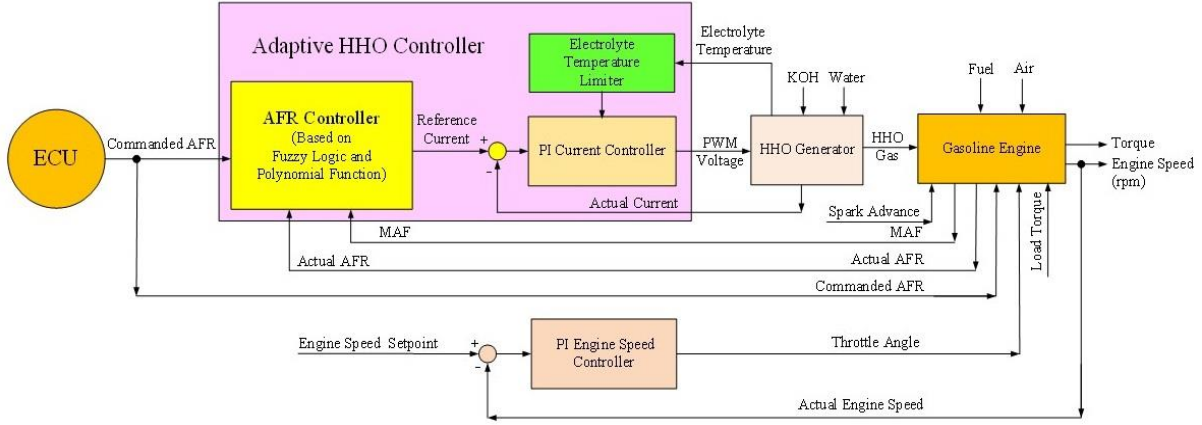 Adaptive HHO Controller
Electrolyte
Temperature
Limiter
Electrolyte
Temperature
KOH
Water
Fuel
Air
ECU
Commanded AFR
AFR Controller
(Based on
Fuzzy Logic and
Polynomial Function)
Reference
Current
+
-
PI Current Controller
PWM
Voltage
HHO Generator
HHO
Gas
Gasoline Engine
Torque
Engine Speed
(rpm)
Actual Current
Spark Advance
Load Torque
MAF
MAF
Actual AFR
Actual AFR
Commanded AFR
Engine Speed Setpoint
+
-
PI Engine Speed
Controller
Throttle Angle
Actual Engine Speed